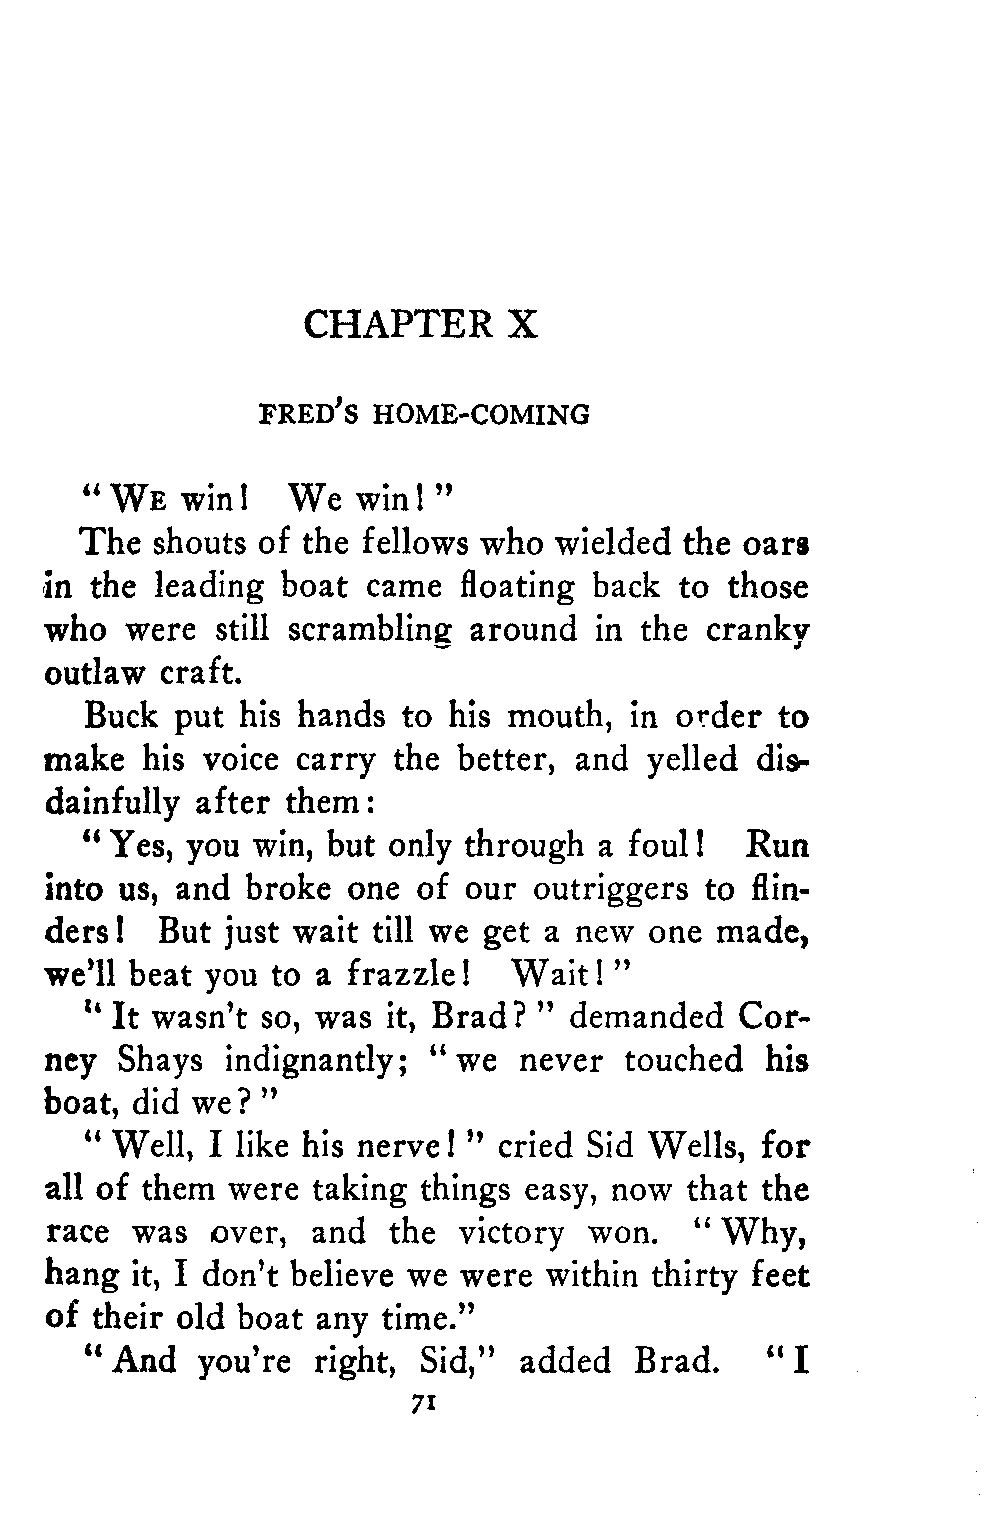 CHAPTER X
FRED'S HOME-COMING
" WE win! We win! "
The shouts of the fellows who wielded the oars
in the leading boat came floating back to those
who were still scrambling around in the cranky
outlaw craft.
Buck put his hands to his mouth, in order to
make his voice carry the better, and yelled dis-
dainfully after them:
" Yes, you win, but only through a foul! Run
into us, and broke one of our outriggers to flin-
ders! But just wait till we get a new one made,
we'll beat you to a frazzle! Wait! "
" It wasn't so, was it, Brad? " demanded Cor-
ney Shays indignantly; " we never touched his
boat, did we? "
" Well, I like his nerve! " cried Sid Wells, for
all of them were taking things easy, now that the
race was over, and the victory won. " Why,
hang it, I don't believe we were within thirty feet
of their old boat any time."
" And you're right, Sid," added Brad. " I
71